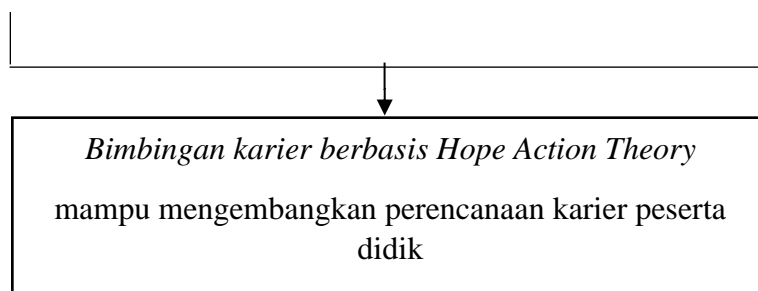 Bimbingan karier berbasis Hope Action Theory
mampu mengembangkan perencanaan karier peserta
didik